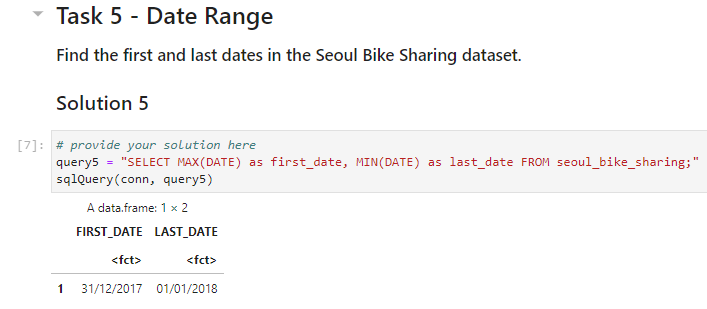 Task 5 - Date Range
Find the first and last dates in the Seoul Bike Sharing dataset.
Solution 5
[7]: # provide your solution here
query5 = "SELECT MAX(DATE) as first_date, MIN(DATE) as last_date FROM seoul_bike_sharing;"
sqlQuery(conn, query5)
A data.frame: 1 × 2
FIRST_DATE LAST_DATE
<fct> <fct>
1 31/12/2017 01/01/2018